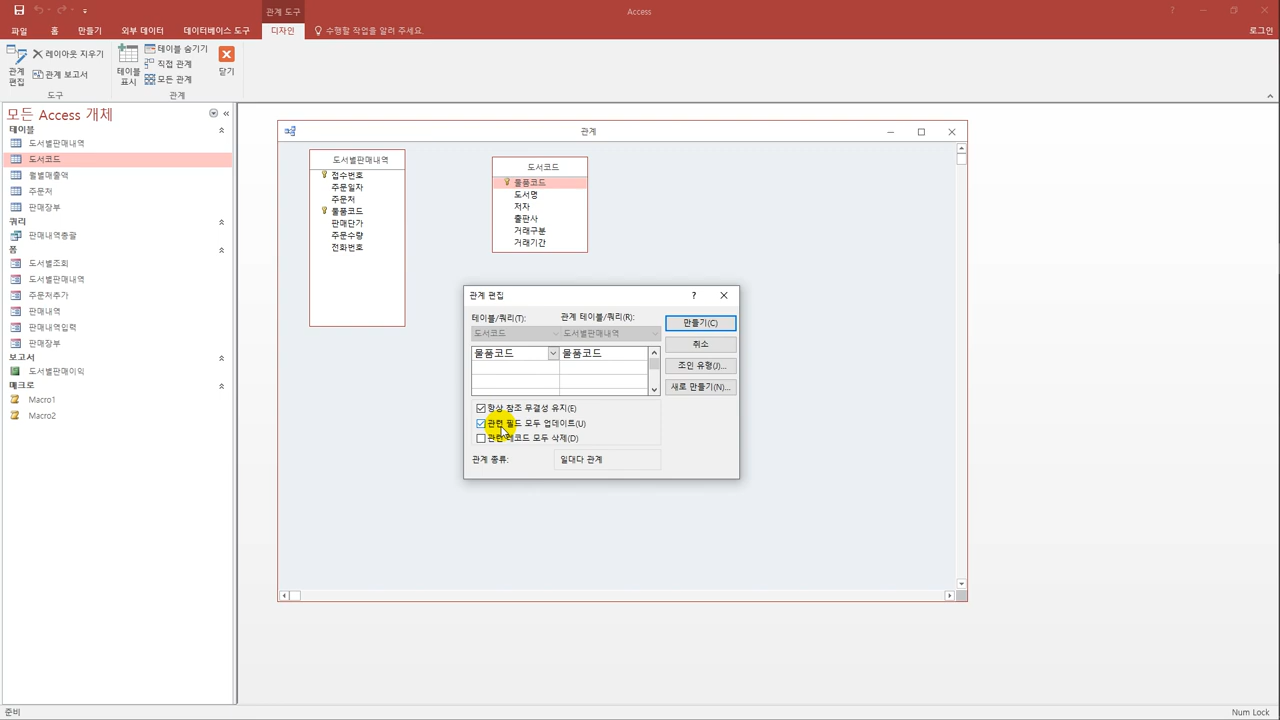 관계 도구
Access
파일
홈
만들기
외부 데이터
데이터베이스 도구
디자인
수행할 작업을 알려 주세요.
로그인
관계 편집
레이아웃 지우기
관계 보고서
도구
테이블 표시
테이블 숨기기
직접 관계
모든 관계
닫기
관계
모든 Access 개체
테이블
도서별판매내역
도서코드
월별매출액
주문처
판매장부
쿼리
판매내역총괄
폼
도서별조회
도서별판매내역
주문처추가
판매내역
판매내역입력
판매장부
보고서
도서별판매이익
매크로
Macro1
Macro2
관계
도서별판매내역
접수번호
주문일자
주문처
물품코드
판매단가
주문수량
전화번호
도서코드
물품코드
도서명
저자
출판사
거래구분
거래기간
관계 편집
?
테이블/쿼리(T):
관계 테이블/쿼리(R):
도서코드
도서별판매내역
물품코드
물품코드
만들기(C)
취소
조인 유형(J)...
새로 만들기(N)...
항상 참조 무결성 유지(E)
관련 필드 모두 업데이트(U)
관련 레코드 모두 삭제(D)
관계 종류:
일대다 관계
준비
Num Lock